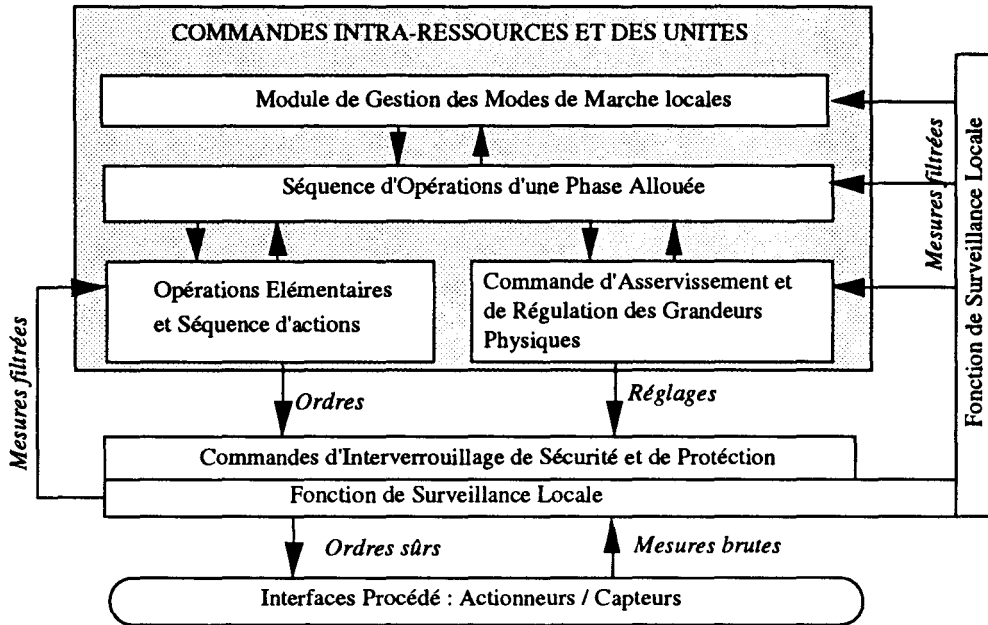 COMMANDES INTRA-RESSOURCES ET DES UNITES
Module de Gestion des Modes de Marche locales
Séquence d'Opérations d'une Phase Allouée
Opérations Elémentaires
et Séquence d'actions
Commande d'Asservissement et
de Régulation des Grandeurs
Physiques
Mesures filtrées
Fonction de Surveillance Locale
Mesures filtrées
Ordres
Réglages
Commandes d'Interverrouillage de Sécurité et de Protéction
Fonction de Surveillance Locale
Ordres sûrs
Mesures brutes
Interfaces Procédé : Actionneurs / Capteurs